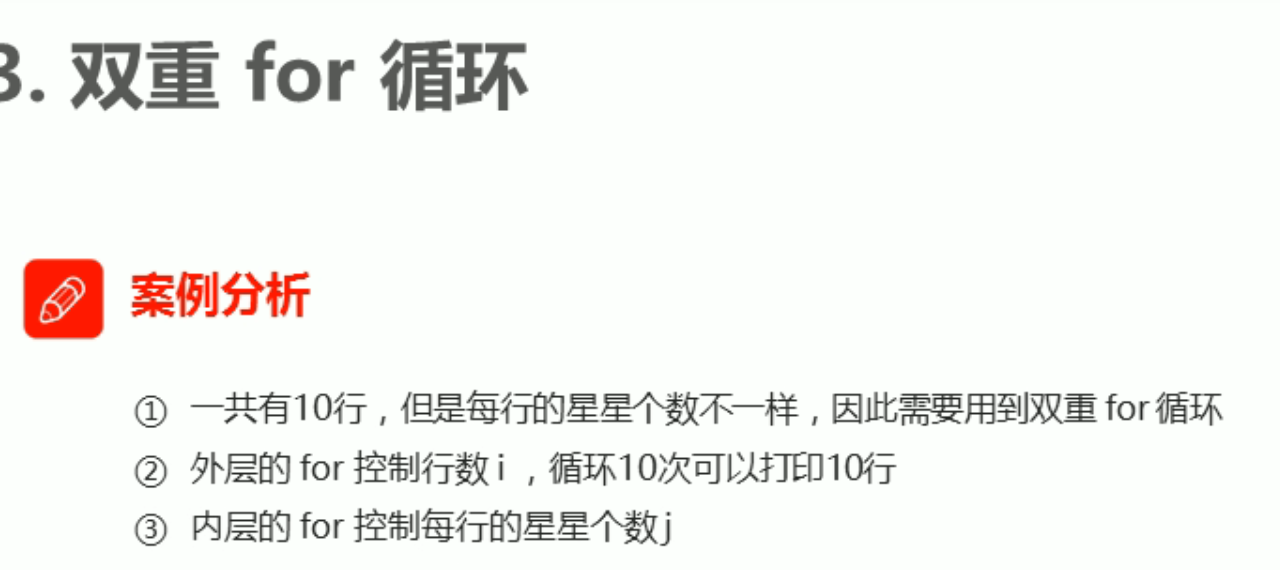 3. 双重 for 循环
案例分析
① 一共有10行，但是每行的星星个数不一样，因此需要用到双重 for 循环
② 外层的 for 控制行数 i ，循环10次可以打印10行
③ 内层的 for 控制每行的星星个数 j